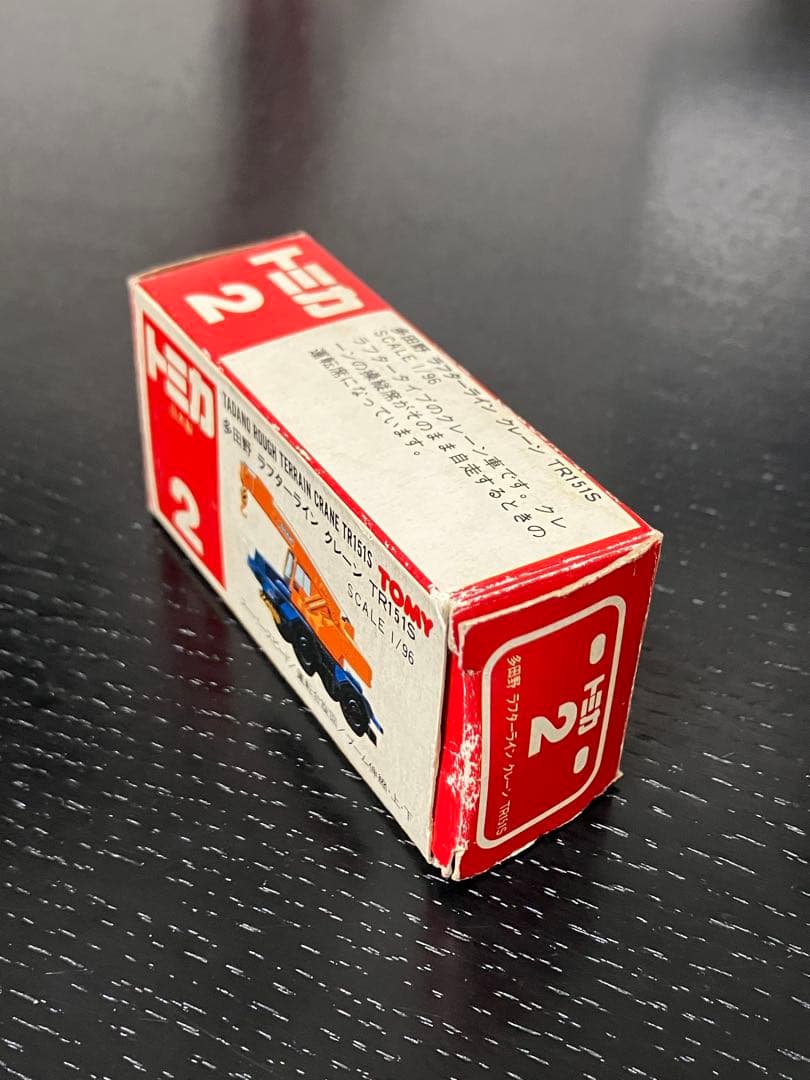 トミカ
2
多田野 ラフターライン クレーン TR151S
SCALE 1/96
ラフタータイプのクレーン車です。クレ
ーンの操縦席がそのまま自走するときの
運転席になっています。
トミカ
2
TADANO ROUGH TERRAIN CRANE TR151S
多田野 ラフターライン クレーン TR151S
TOMY
SCALE 1/96
トミカ
2
多田野 ラフターライン クレーン TR151S